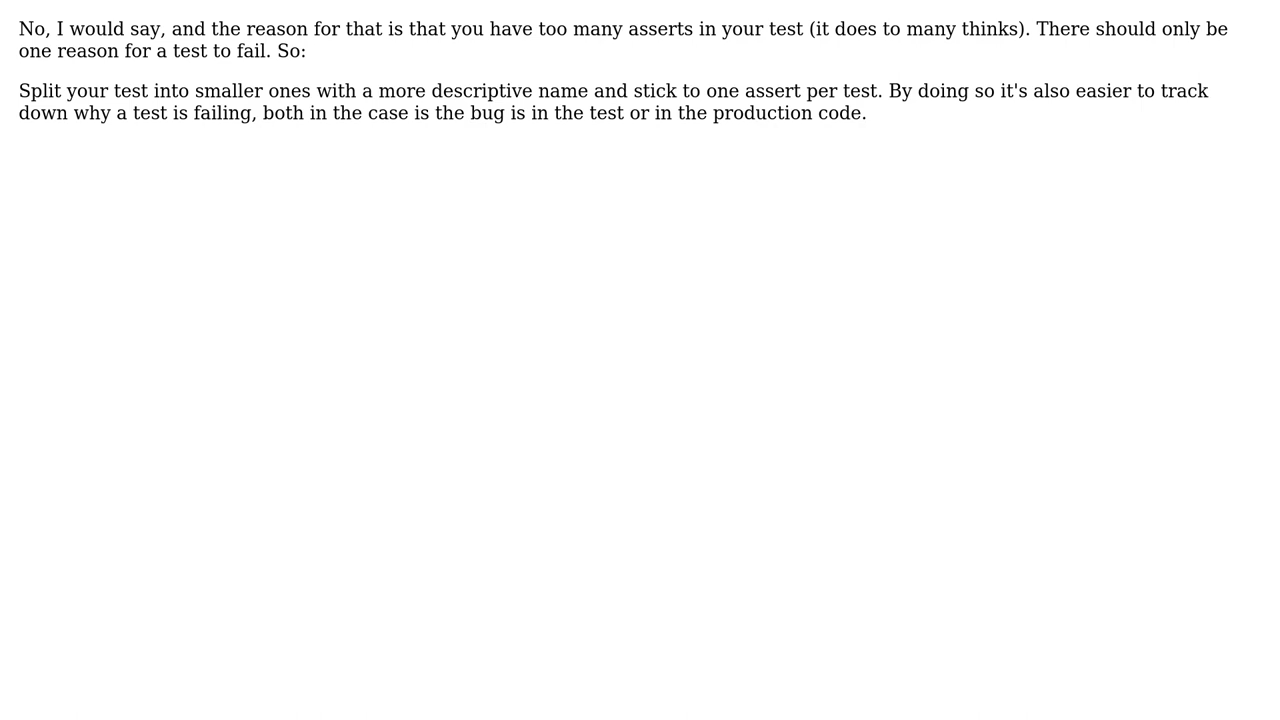 No, I would say, and the reason for that is that you have too many asserts in your test (it does to many thinks). There should only be
one reason for a test to fail. So:
Split your test into smaller ones with a more descriptive name and stick to one assert per test. By doing so it's also easier to track
down why a test is failing, both in the case is the bug is in the test or in the production code.